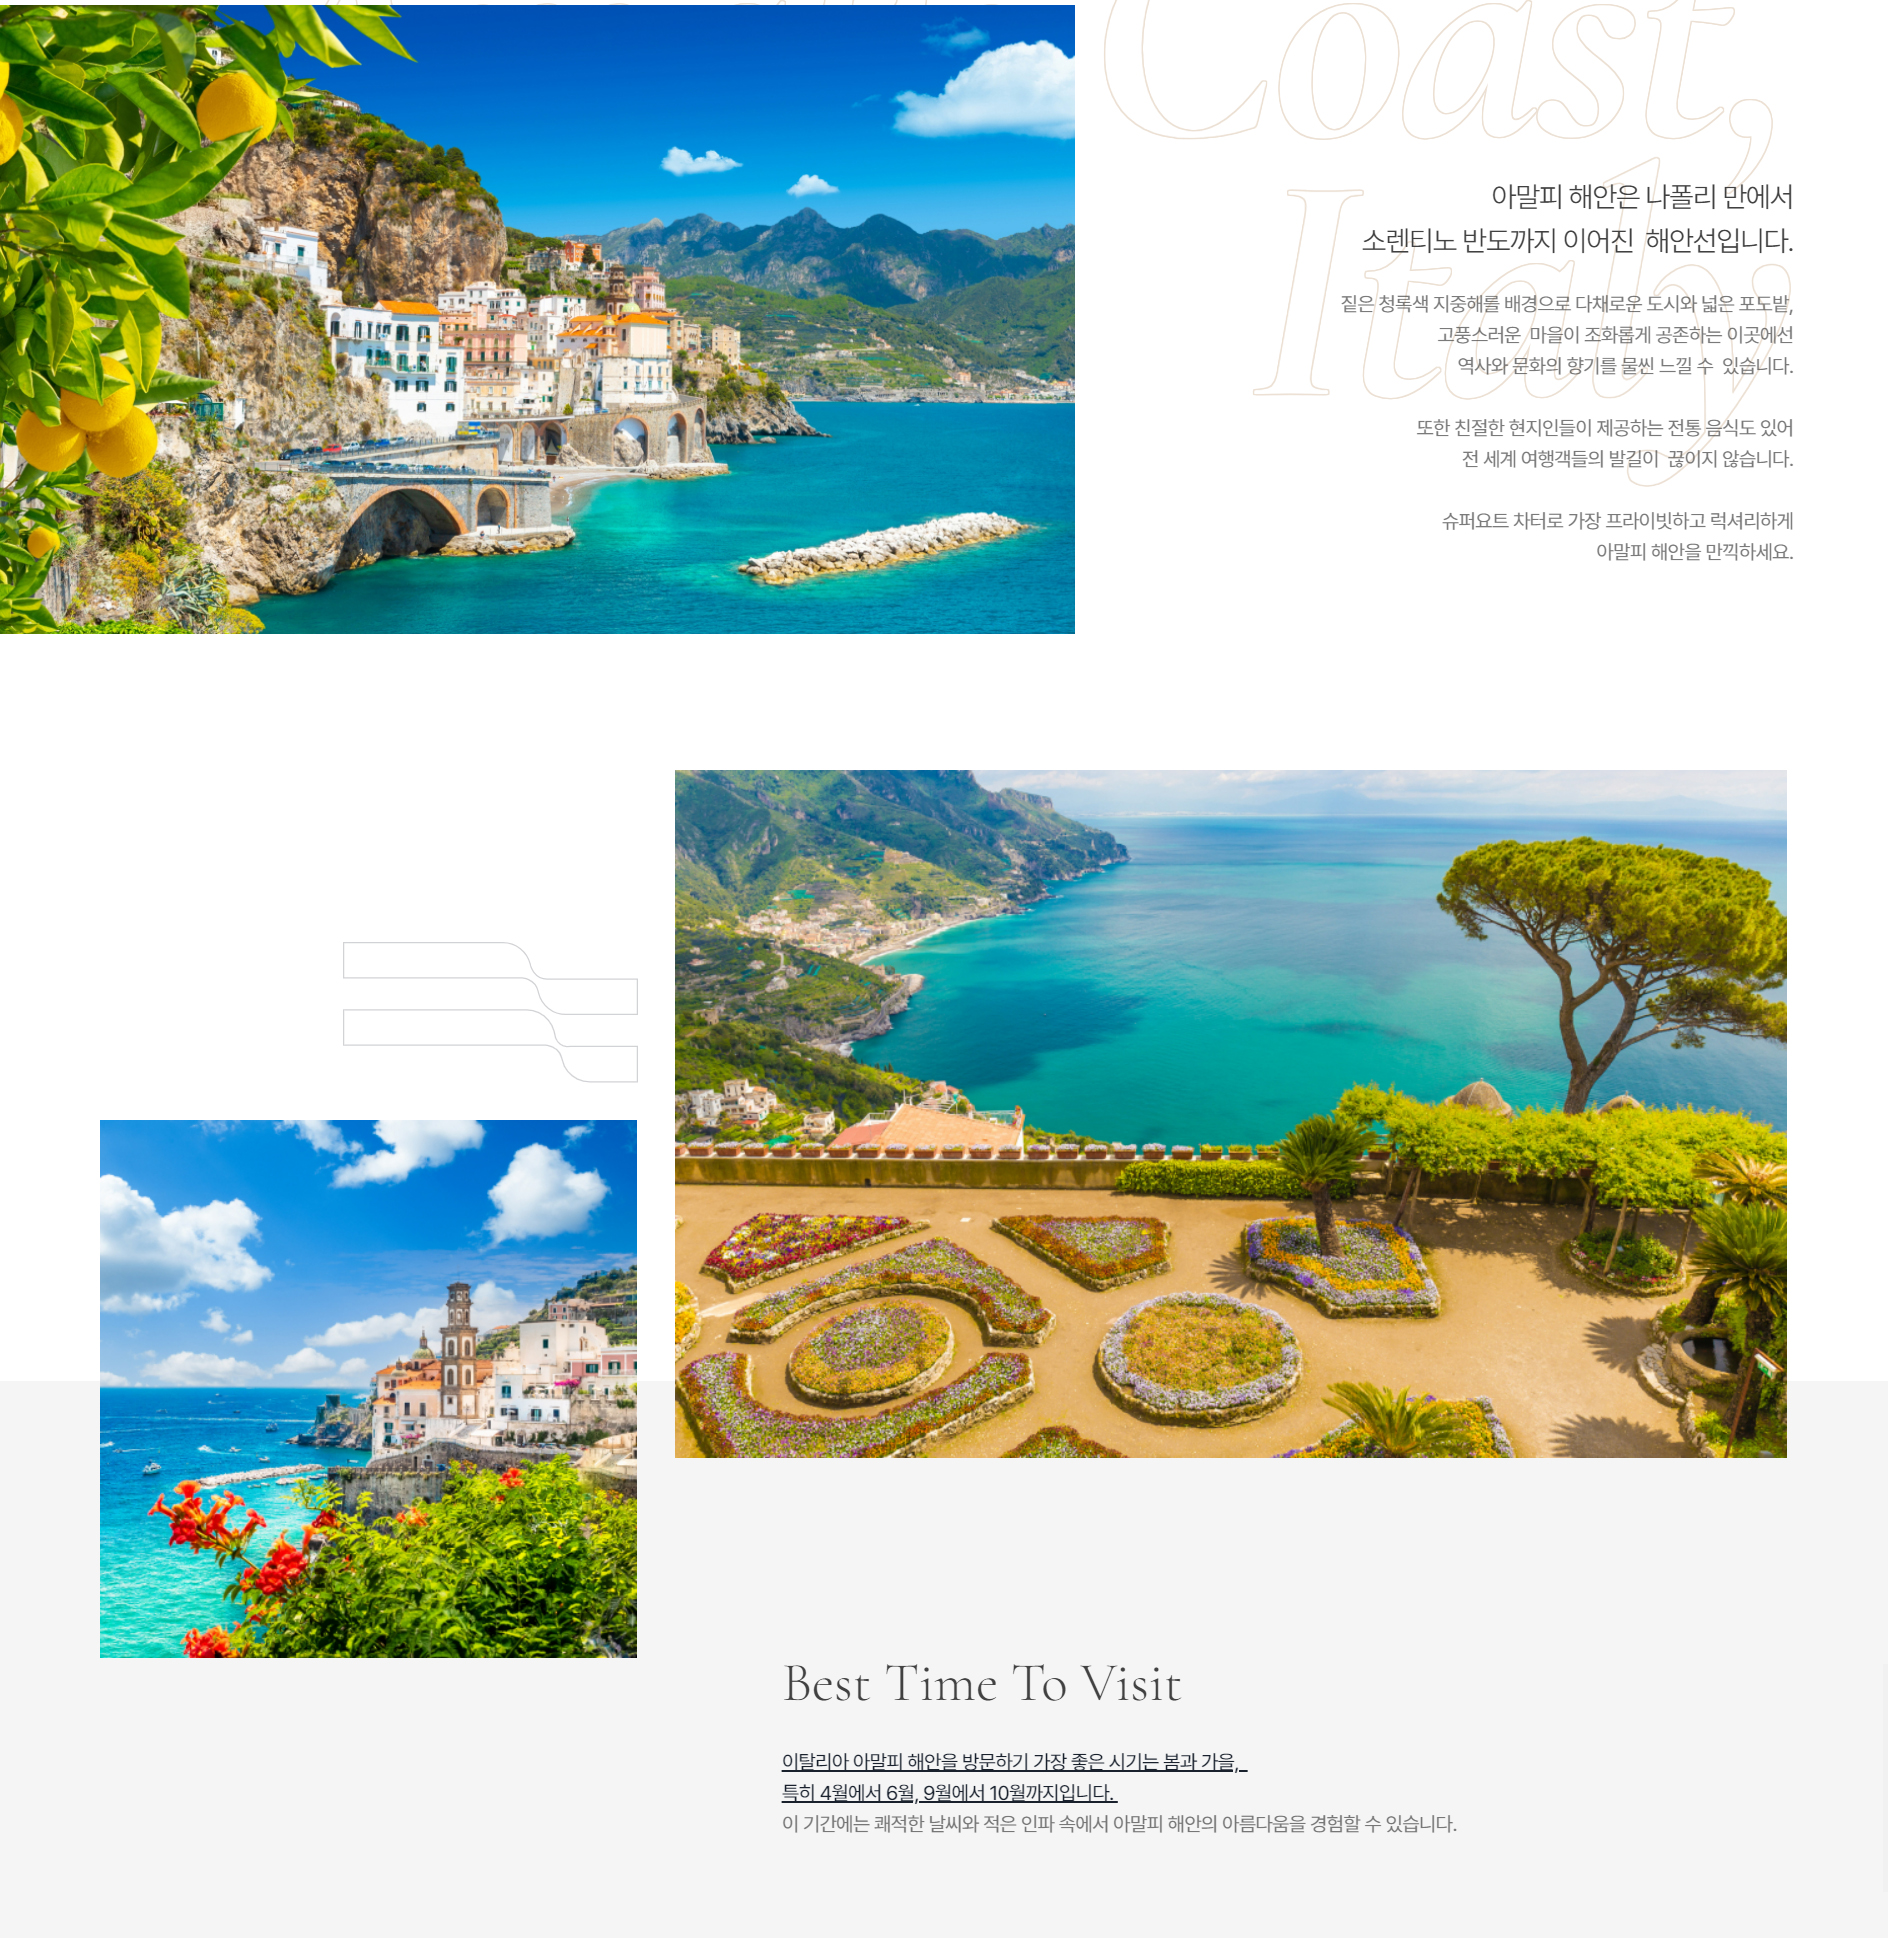 Coast,
Italy
아말피 해안은 나폴리 만에서
소렌티노 반도까지 이어진 해안선입니다.
짙은 청록색 지중해를 배경으로 다채로운 도시와 넓은 포도밭,
고풍스러운 마을이 조화롭게 공존하는 이곳에선
역사와 문화의 향기를 물씬 느낄 수 있습니다.
또한 친절한 현지인들이 제공하는 전통 음식도 있어
전 세계 여행객들의 발길이 끊이지 않습니다.
슈퍼요트 차터로 가장 프라이빗하고 럭셔리하게
아말피 해안을 만끽하세요.
Best Time To Visit
이탈리아 아말피 해안을 방문하기 가장 좋은 시기는 봄과 가을,
특히 4월에서 6월, 9월에서 10월까지입니다.
이 기간에는 쾌적한 날씨와 적은 인파 속에서 아말피 해안의 아름다움을 경험할 수 있습니다.